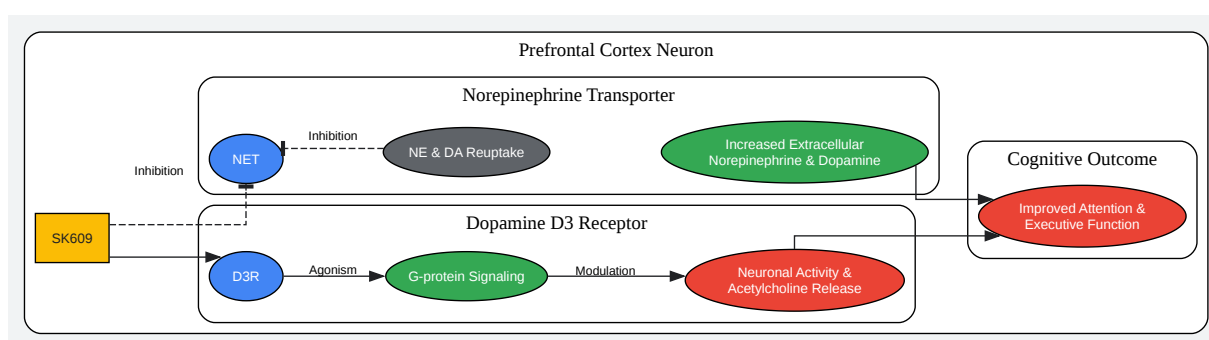 Prefrontal Cortex Neuron
Norepinephrine Transporter
Inhibition
NET
NE & DA Reuptake
Increased Extracellular
Norepinephrine & Dopamine
Inhibition
Cognitive Outcome
Improved Attention &
Executive Function
SK609
Dopamine D3 Receptor
D3R
Agonism
G-protein Signaling
Modulation
Neuronal Activity &
Acetylcholine Release